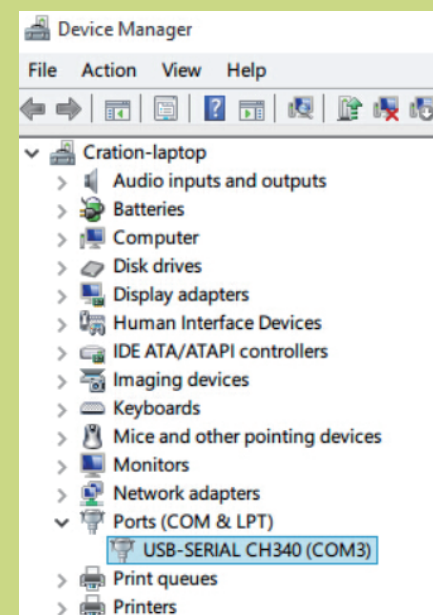 Device Manager
File Action View Help
Cration-laptop
Audio inputs and outputs
Batteries
Computer
Disk drives
Display adapters
Human Interface Devices
IDE ATA/ATAPI controllers
Imaging devices
Keyboards
Mice and other pointing devices
Monitors
Network adapters
Ports (COM & LPT)
USB-SERIAL CH340 (COM3)
Print queues
Printers